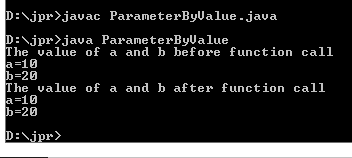 D:\jpr>javac ParameterByValue.java
D:\jpr>java ParameterByValue
The value of a and b before function call
a=10
b=20
The value of a and b after function call
a=10
b=20
D:\jpr>